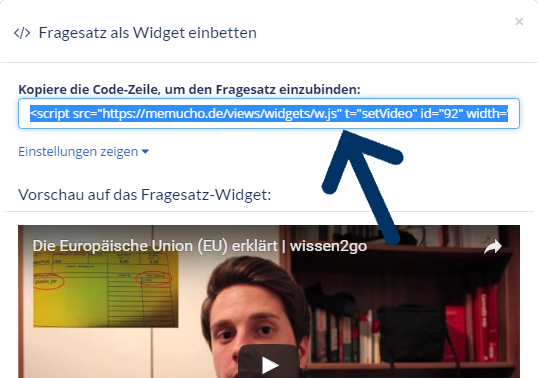 ×
</> Fragesatz als Widget einbetten
Kopiere die Code-Zeile, um den Fragesatz einzubinden:
<script src="https://memucho.de/views/widgets/w.js" t="setVideo" id="92" width="
Einstellungen zeigen
Vorschau auf das Fragesatz-Widget:
Die Europäische Union (EU) erklärt | wissen2go